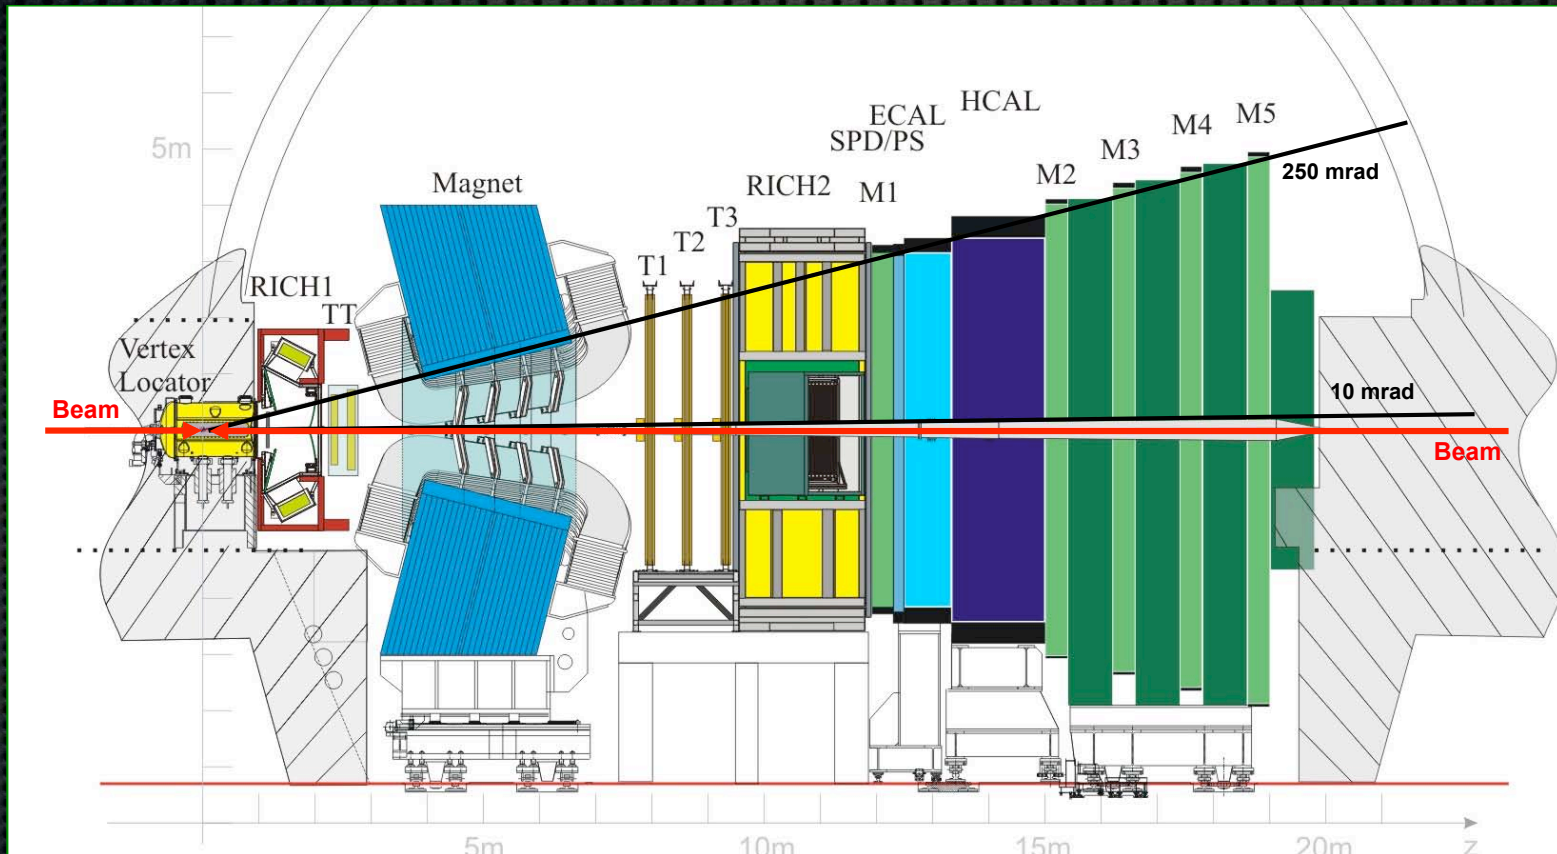 HCAL
ECAL
M5
M4
SPD/PS
M3
5m
250 mrad
M2
Magnet
RICH2
M1
T3
T2
T1
RICH1
TT
Vertex
Locator
10 mrad
Beam
Beam
5m
10m
15m
20m
z